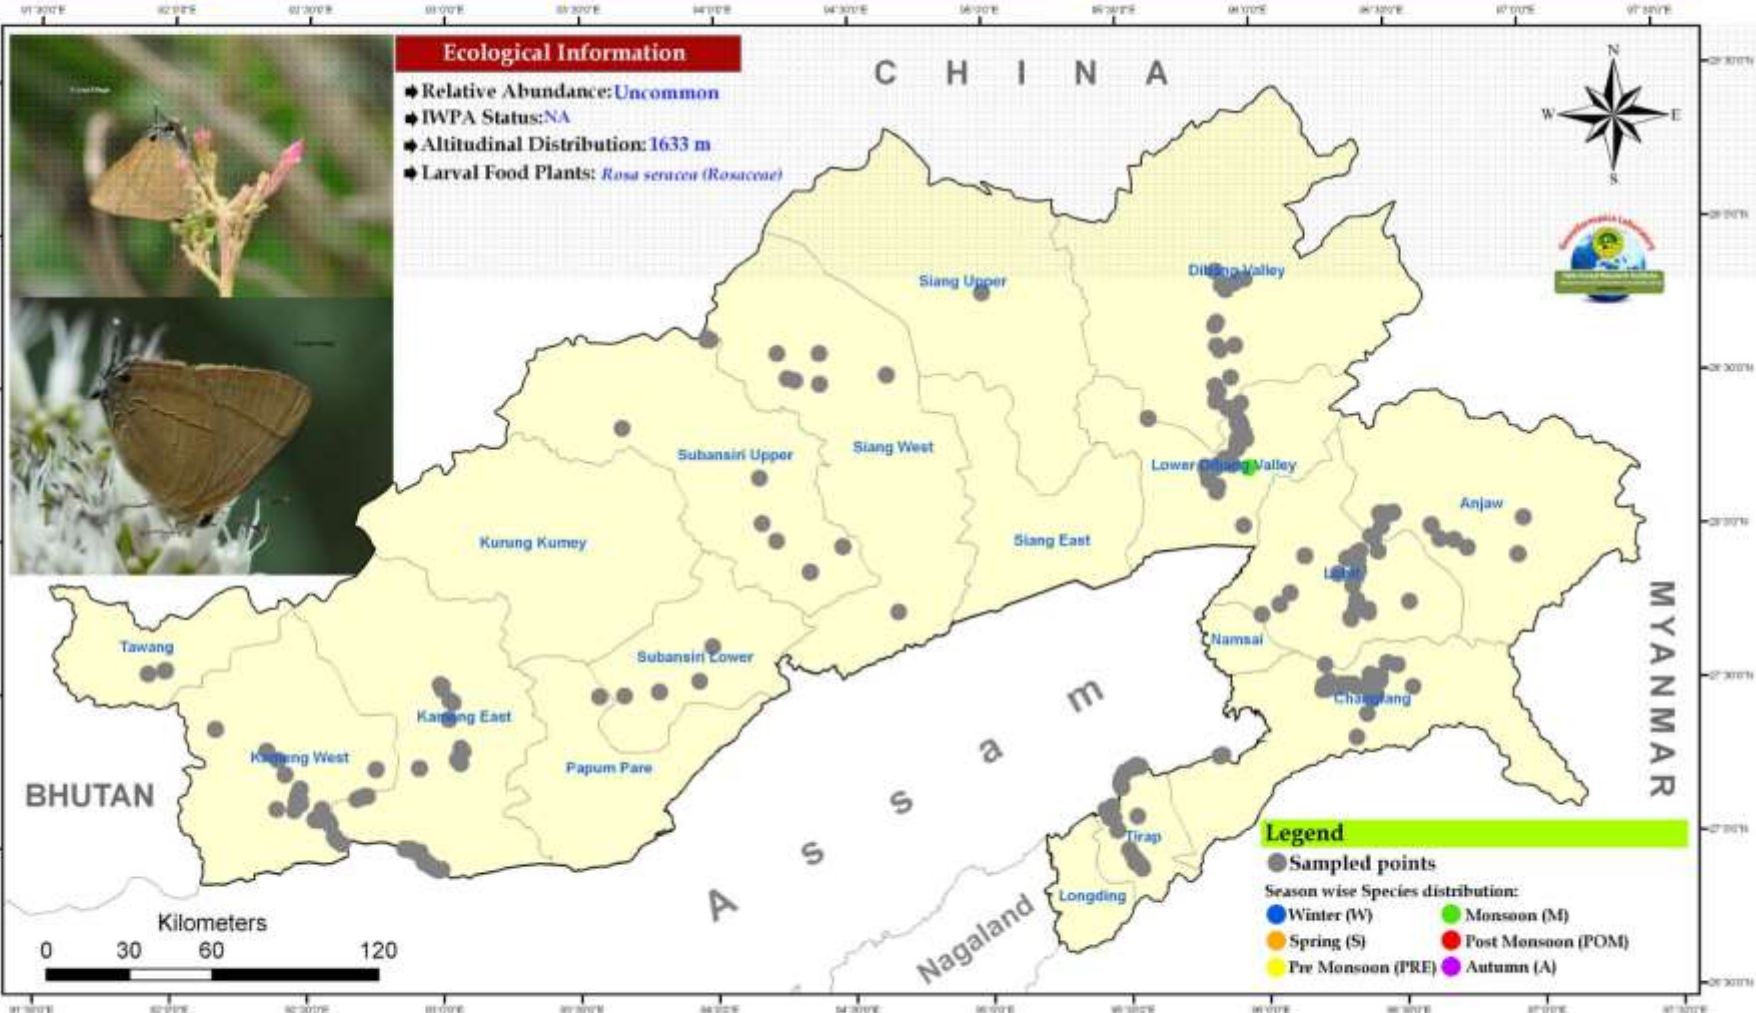 Ecological Information
Relative Abundance: Uncommon
IWPA Status: NA
Altitudinal Distribution: 1633 m
Larval Food Plants: Rosa seracea (Rosaceae)
C H I N A
N
W E
S
Geoinformatics Laboratory
Siang Upper
Dibang Valley
Subansiri Upper
Siang West
Lower Dibang Valley
Anjaw
Kurung Kumey
Siang East
Lohit
Tawang
Subansiri Lower
Namsai
Kameng East
Changlang
Kameng West
Papum Pare
BHUTAN
MYANMAR
A s s a m
Tirap
Longding
Nagaland
Kilometers
0 30 60 120
Legend
Sampled points
Season wise Species distribution:
Winter (W) Monsoon (M)
Spring (S) Post Monsoon (POM)
Pre Monsoon (PRE) Autumn (A)